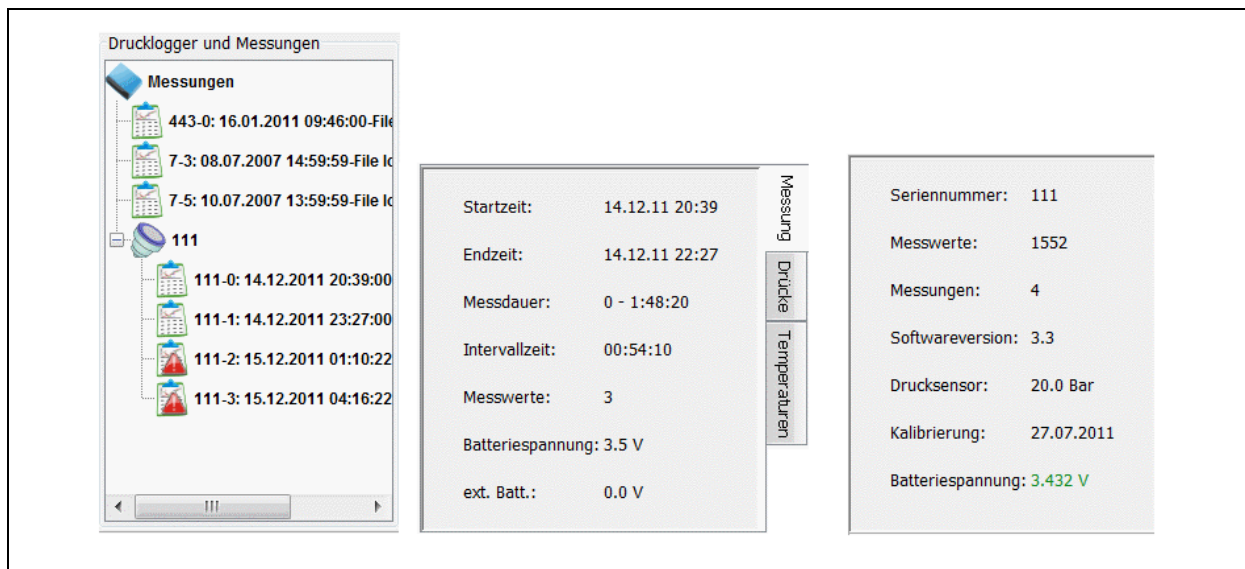 Drucklogger und Messungen
Messungen
443-0: 16.01.2011 09:46:00-File
7-3: 08.07.2007 14:59:59-File lo
7-5: 10.07.2007 13:59:59-File lo
111
111-0: 14.12.2011 20:39:00
111-1: 14.12.2011 23:27:00
111-2: 15.12.2011 01:10:22
111-3: 15.12.2011 04:16:22
Startzeit: 14.12.11 20:39
Endzeit: 14.12.11 22:27
Messdauer: 0 - 1:48:20
Intervallzeit: 00:54:10
Messwerte: 3
Batteriespannung: 3.5 V
ext. Batt.: 0.0 V
Messung
Drücke
Temperaturen
Seriennummer: 111
Messwerte: 1552
Messungen: 4
Softwareversion: 3.3
Drucksensor: 20.0 Bar
Kalibrierung: 27.07.2011
Batteriespannung: 3.432 V